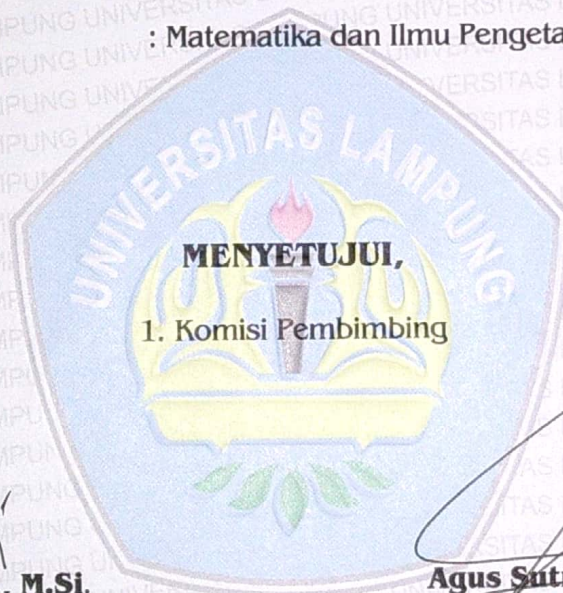 : Matematika dan Ilmu Pengeta
UNIVERSITAS LAMPUNG
MENYETUJUI,
1. Komisi Pembimbing
, M.Si.
Agus Sut